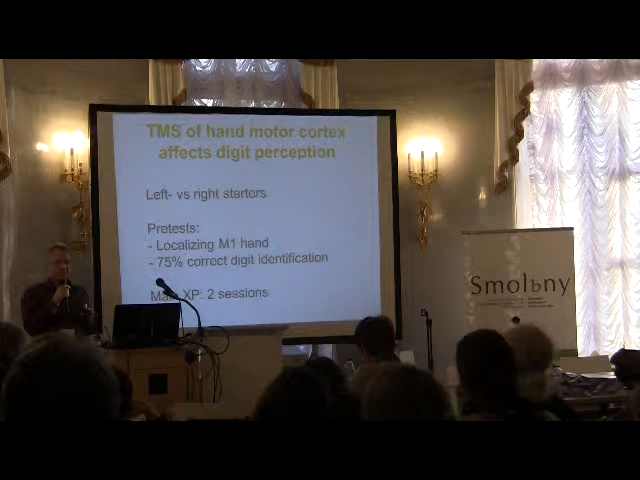 TMS of hand motor cortex
affects digit perception
Left- vs right starters
Pretests:
- Localizing M1 hand
- 75% correct digit identification
XP: 2 sessions
Smolьny